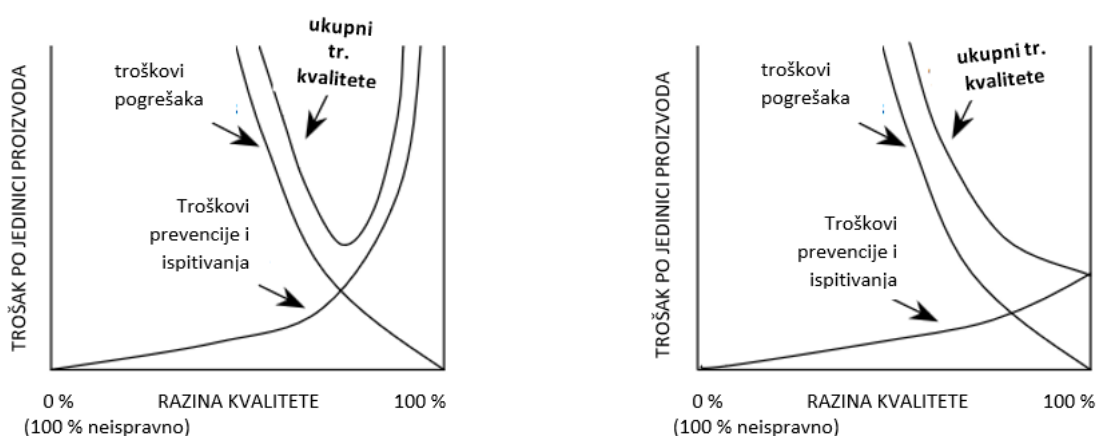 TROŠAK PO JEDINICI PROIZVODA
troškovi
pogrešaka
ukupni
tr.
kvalitete
Troškovi
prevencije i
ispitivanja
0 %
RAZINA KVALITETE
100 %
(100 % neispravno)
TROŠAK PO JEDINICI PROIZVODA
troškovi
pogrešaka
ukupni tr.
kvalitete
Troškovi
prevencije i
ispitivanja
0 %
RAZINA KVALITETE
100 %
(100 % neispravno)